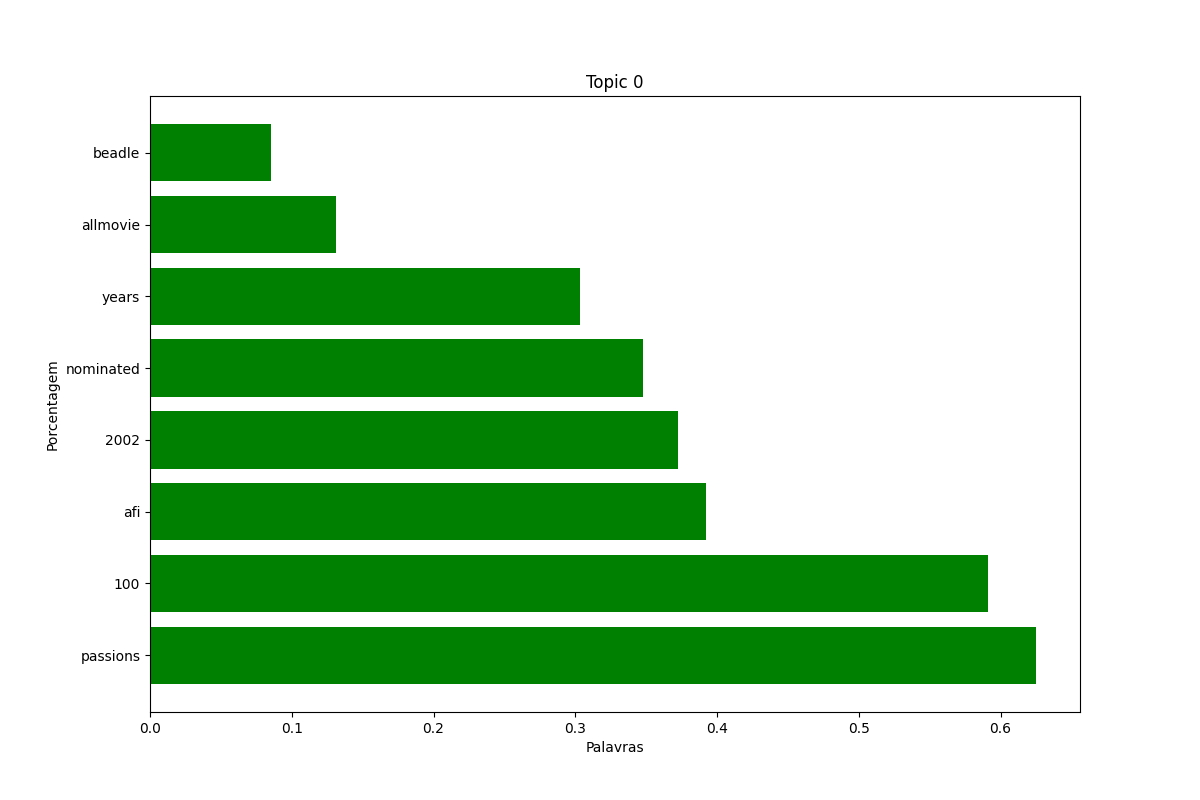 Topic 0
beadle
allmovie
years
nominated
2002
afi
100
passions
Porcentagem
0.0 0.1 0.2 0.3 0.4 0.5 0.6
Palavras